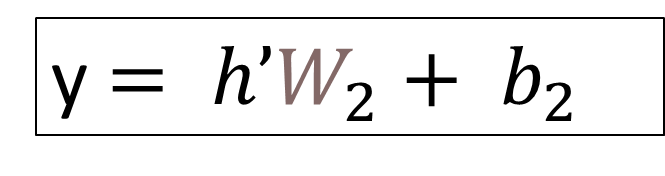 y = h’W₂ + b₂